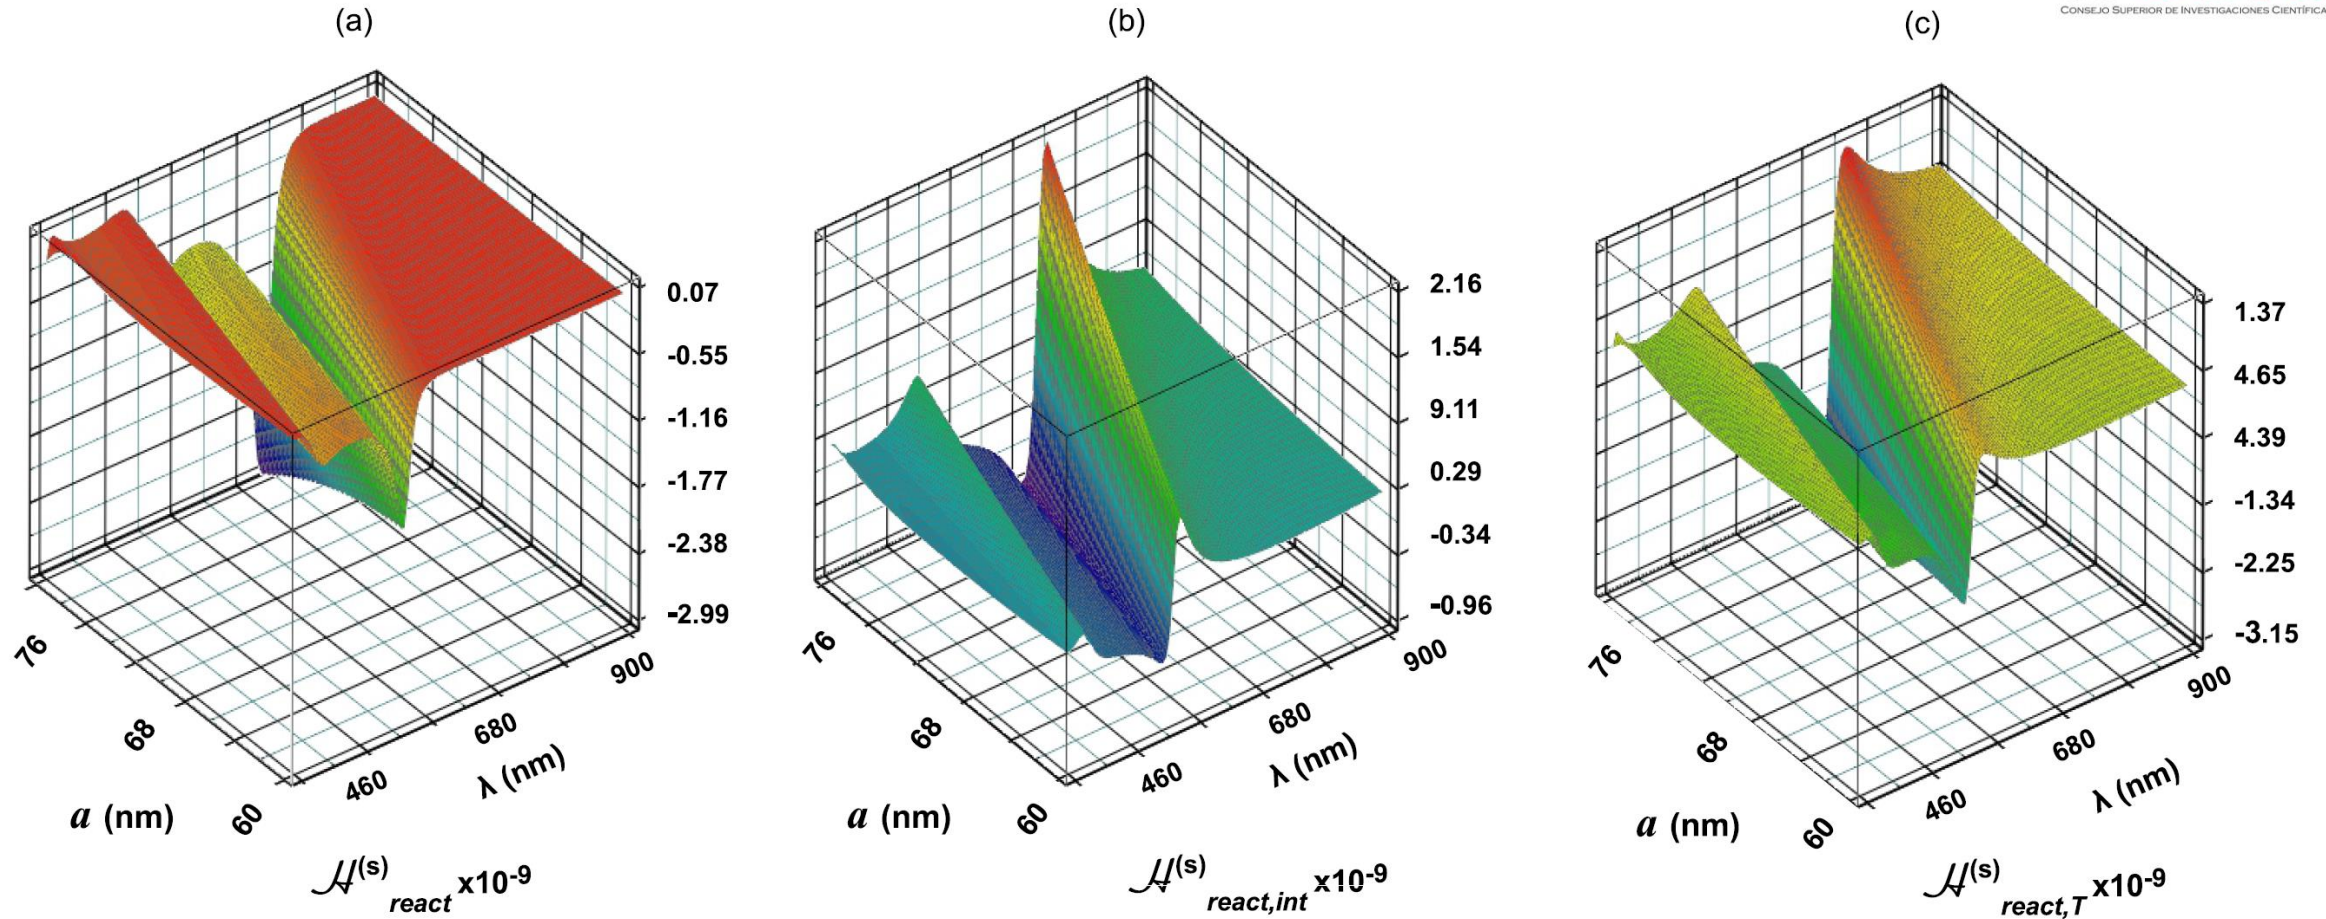 CONSEJO SUPERIOR DE INVESTIGACIONES CIENTÍFICA
(a)
(b)
(c)
0.07
-0.55
-1.16
-1.77
-2.38
-2.99
76
68
60
460
680
900
a (nm)
λ (nm)
ℋ(s)react x10-9
2.16
1.54
9.11
0.29
-0.34
-0.96
76
68
60
460
680
900
a (nm)
λ (nm)
ℋ(s)react,int x10-9
1.37
4.65
4.39
-1.34
-2.25
-3.15
76
68
60
460
680
900
a (nm)
λ (nm)
ℋ(s)react,T x10-9